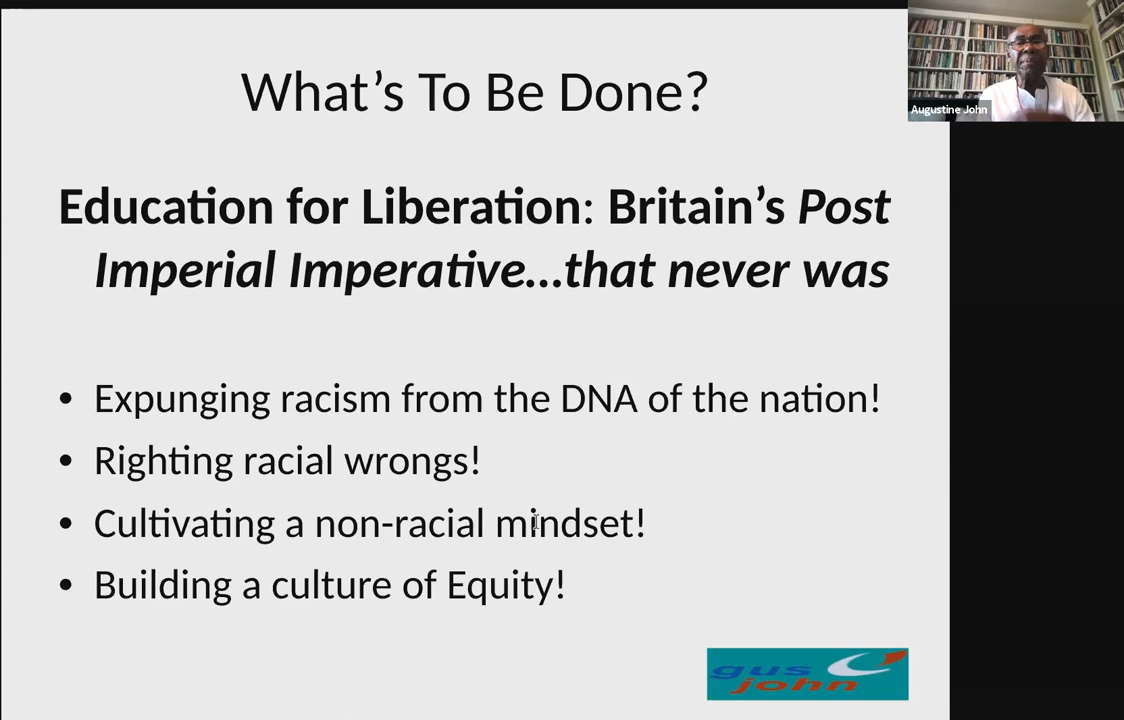 What’s To Be Done?
Augustine John
Education for Liberation: Britain’s Post
Imperial Imperative...that never was
• Expunging racism from the DNA of the nation!
• Righting racial wrongs!
• Cultivating a non-racial mindset!
• Building a culture of Equity!
gus
john